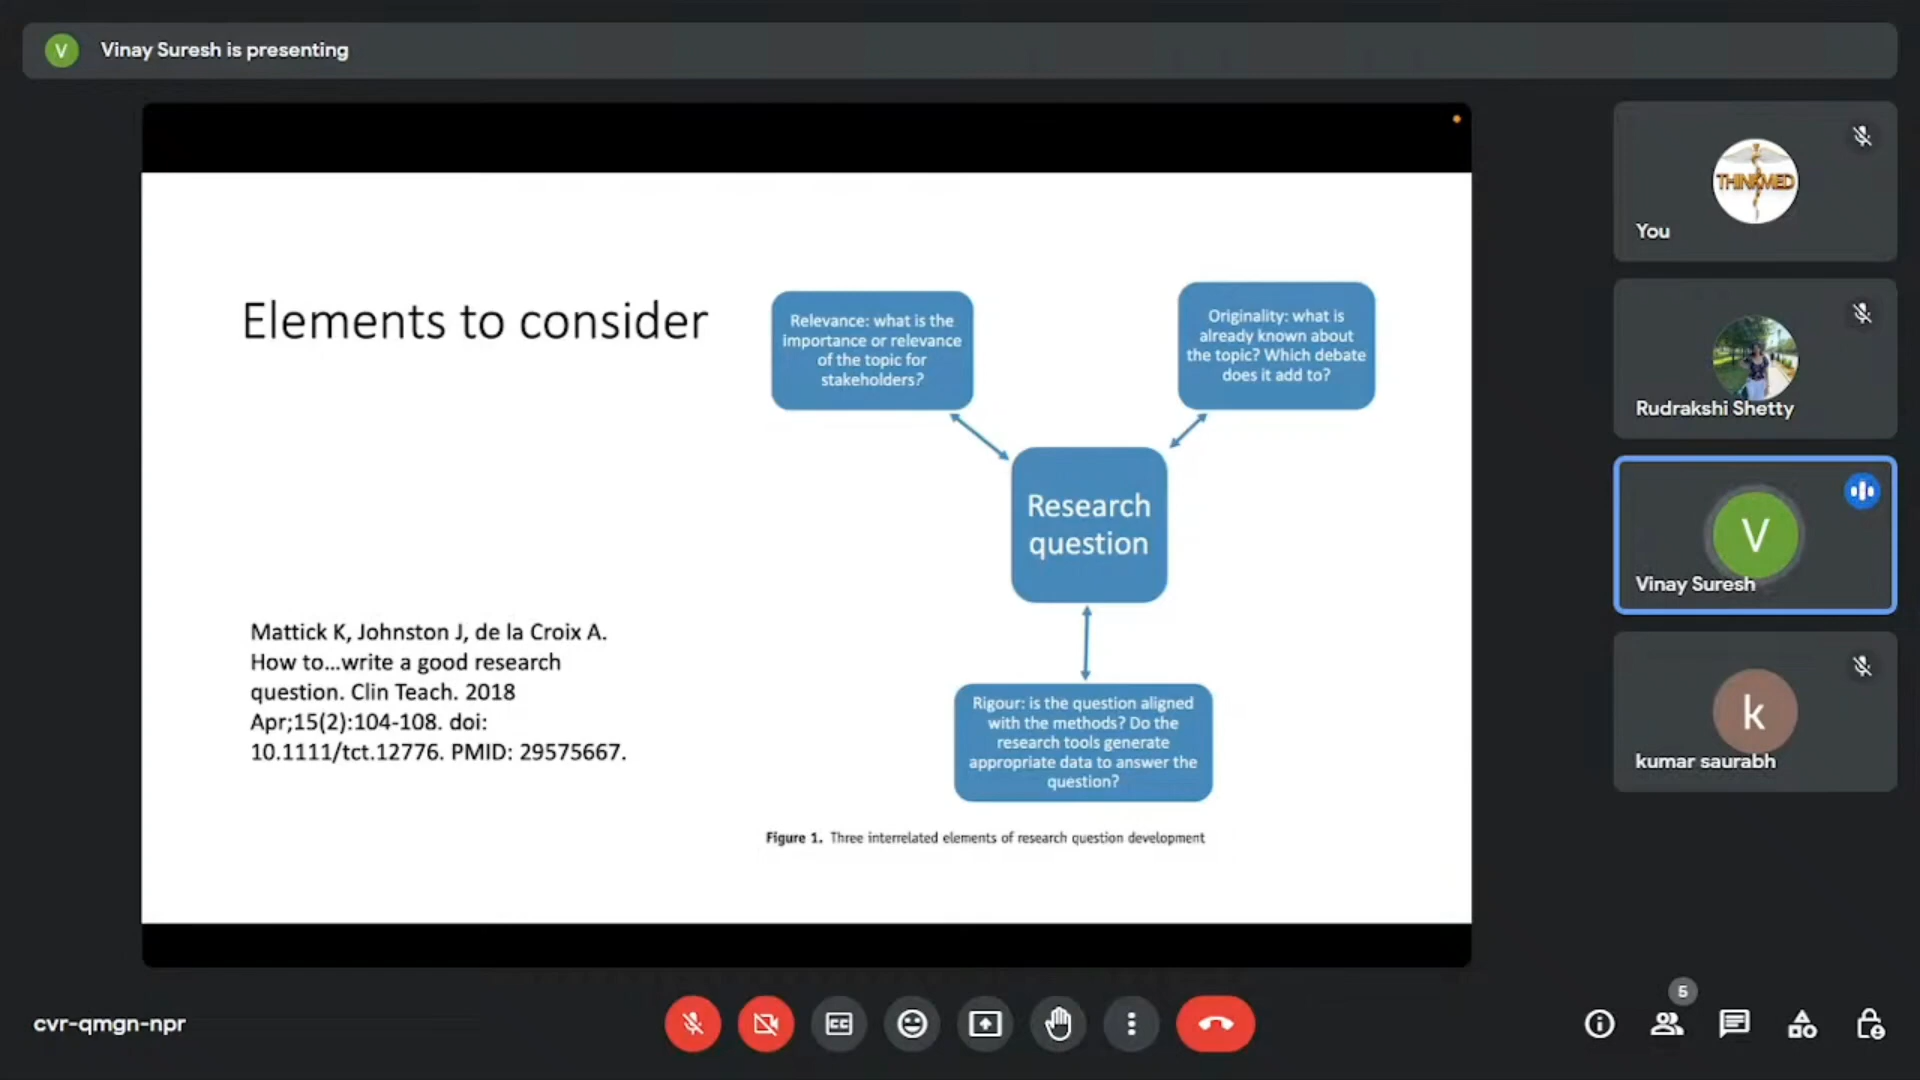 V
Vinay Suresh is presenting
Elements to consider
Relevance: what is the
importance or relevance
of the topic for
stakeholders?
Originality: what is
already known about
the topic? Which debate
does it add to?
Research
question
Mattick K, Johnston J, de la Croix A.
How to...write a good research
question. Clin Teach. 2018
Apr;15(2):104-108. doi:
10.1111/tct.12776. PMID: 29575667.
Rigour: is the question aligned
with the methods? Do the
research tools generate
appropriate data to answer the
question?
Figure 1. Three interrelated elements of research question development
THINKMED
You
Rudrakshi Shetty
V
Vinay Suresh
k
kumar saurabh
cvr-qmgn-npr
CC
5